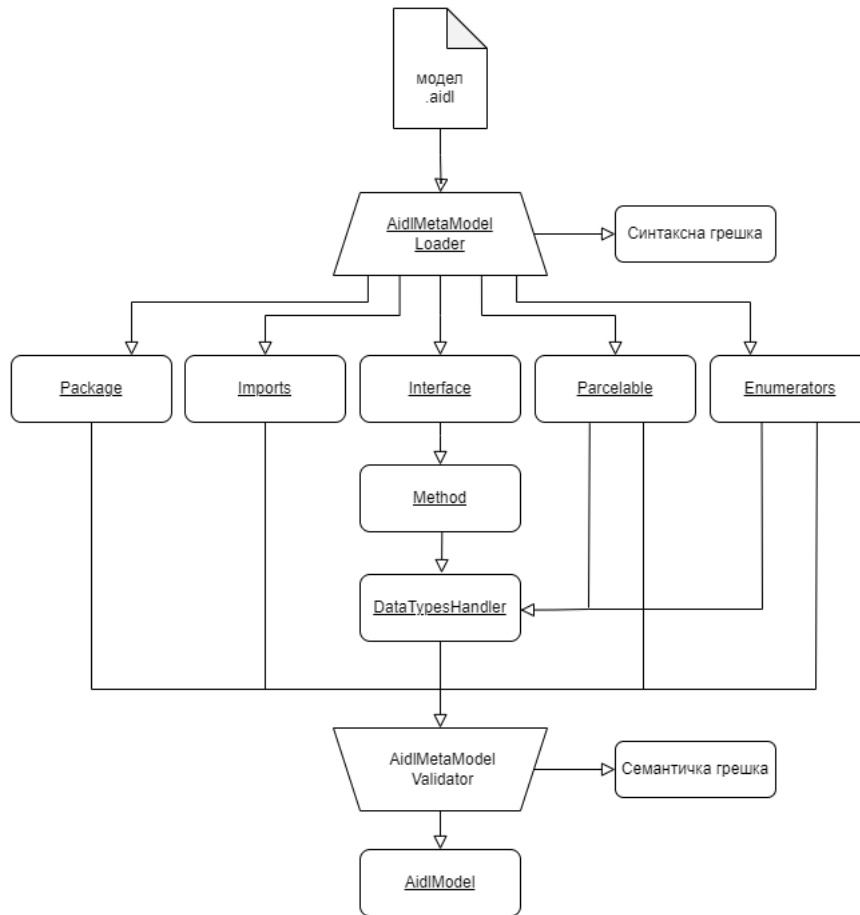 модел
.aidl
AidlMetaModel
Loader
Синтаксна грешка
Package
Imports
Interface
Parcelable
Enumerators
Method
DataTypesHandler
AidlMetaModel
Validator
Семантичка грешка
AidlModel